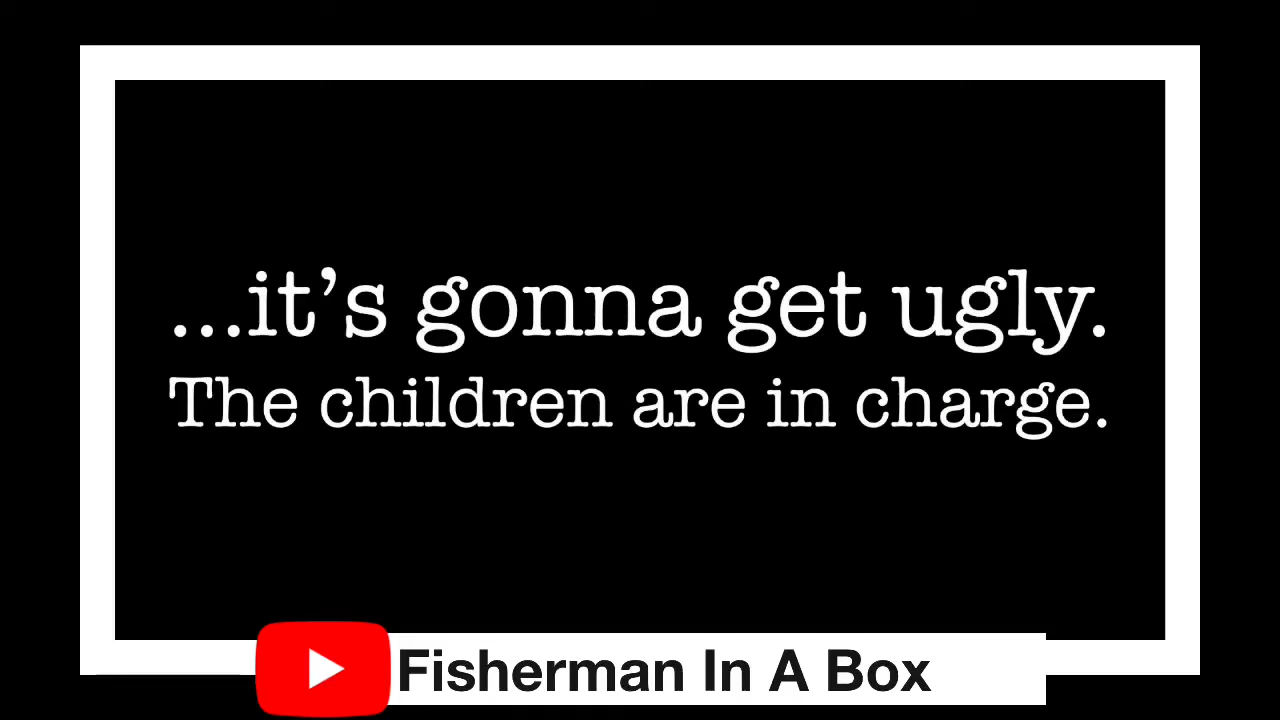 ...it’s gonna get ugly.
The children are in charge.
Fisherman In A Box